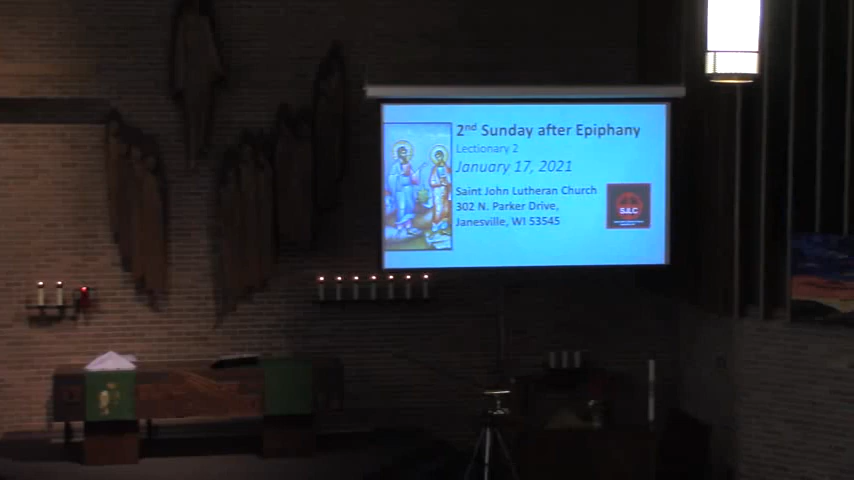 2nd Sunday after Epiphany
Lectionary 2
January 17, 2021
Saint John Lutheran Church
302 N. Parker Drive,
Janesville, WI 53545
SJLC